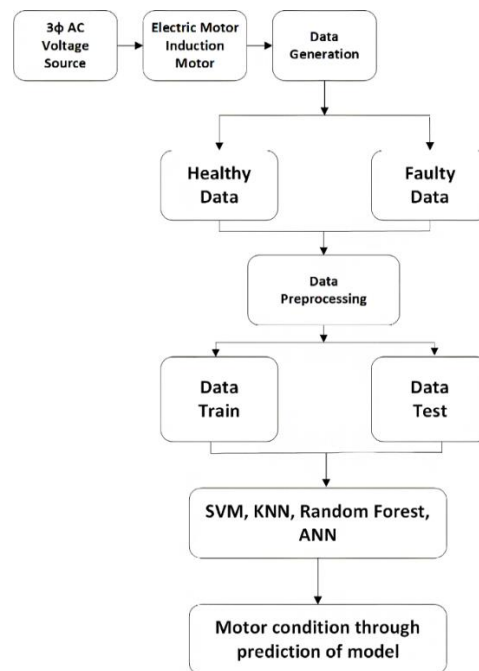 3ϕ AC
Voltage
Source
Electric Motor
Induction
Motor
Data
Generation
Healthy
Data
Faulty
Data
Data
Preprocessing
Data
Train
Data
Test
SVM, KNN, Random Forest,
ANN
Motor condition through
prediction of model